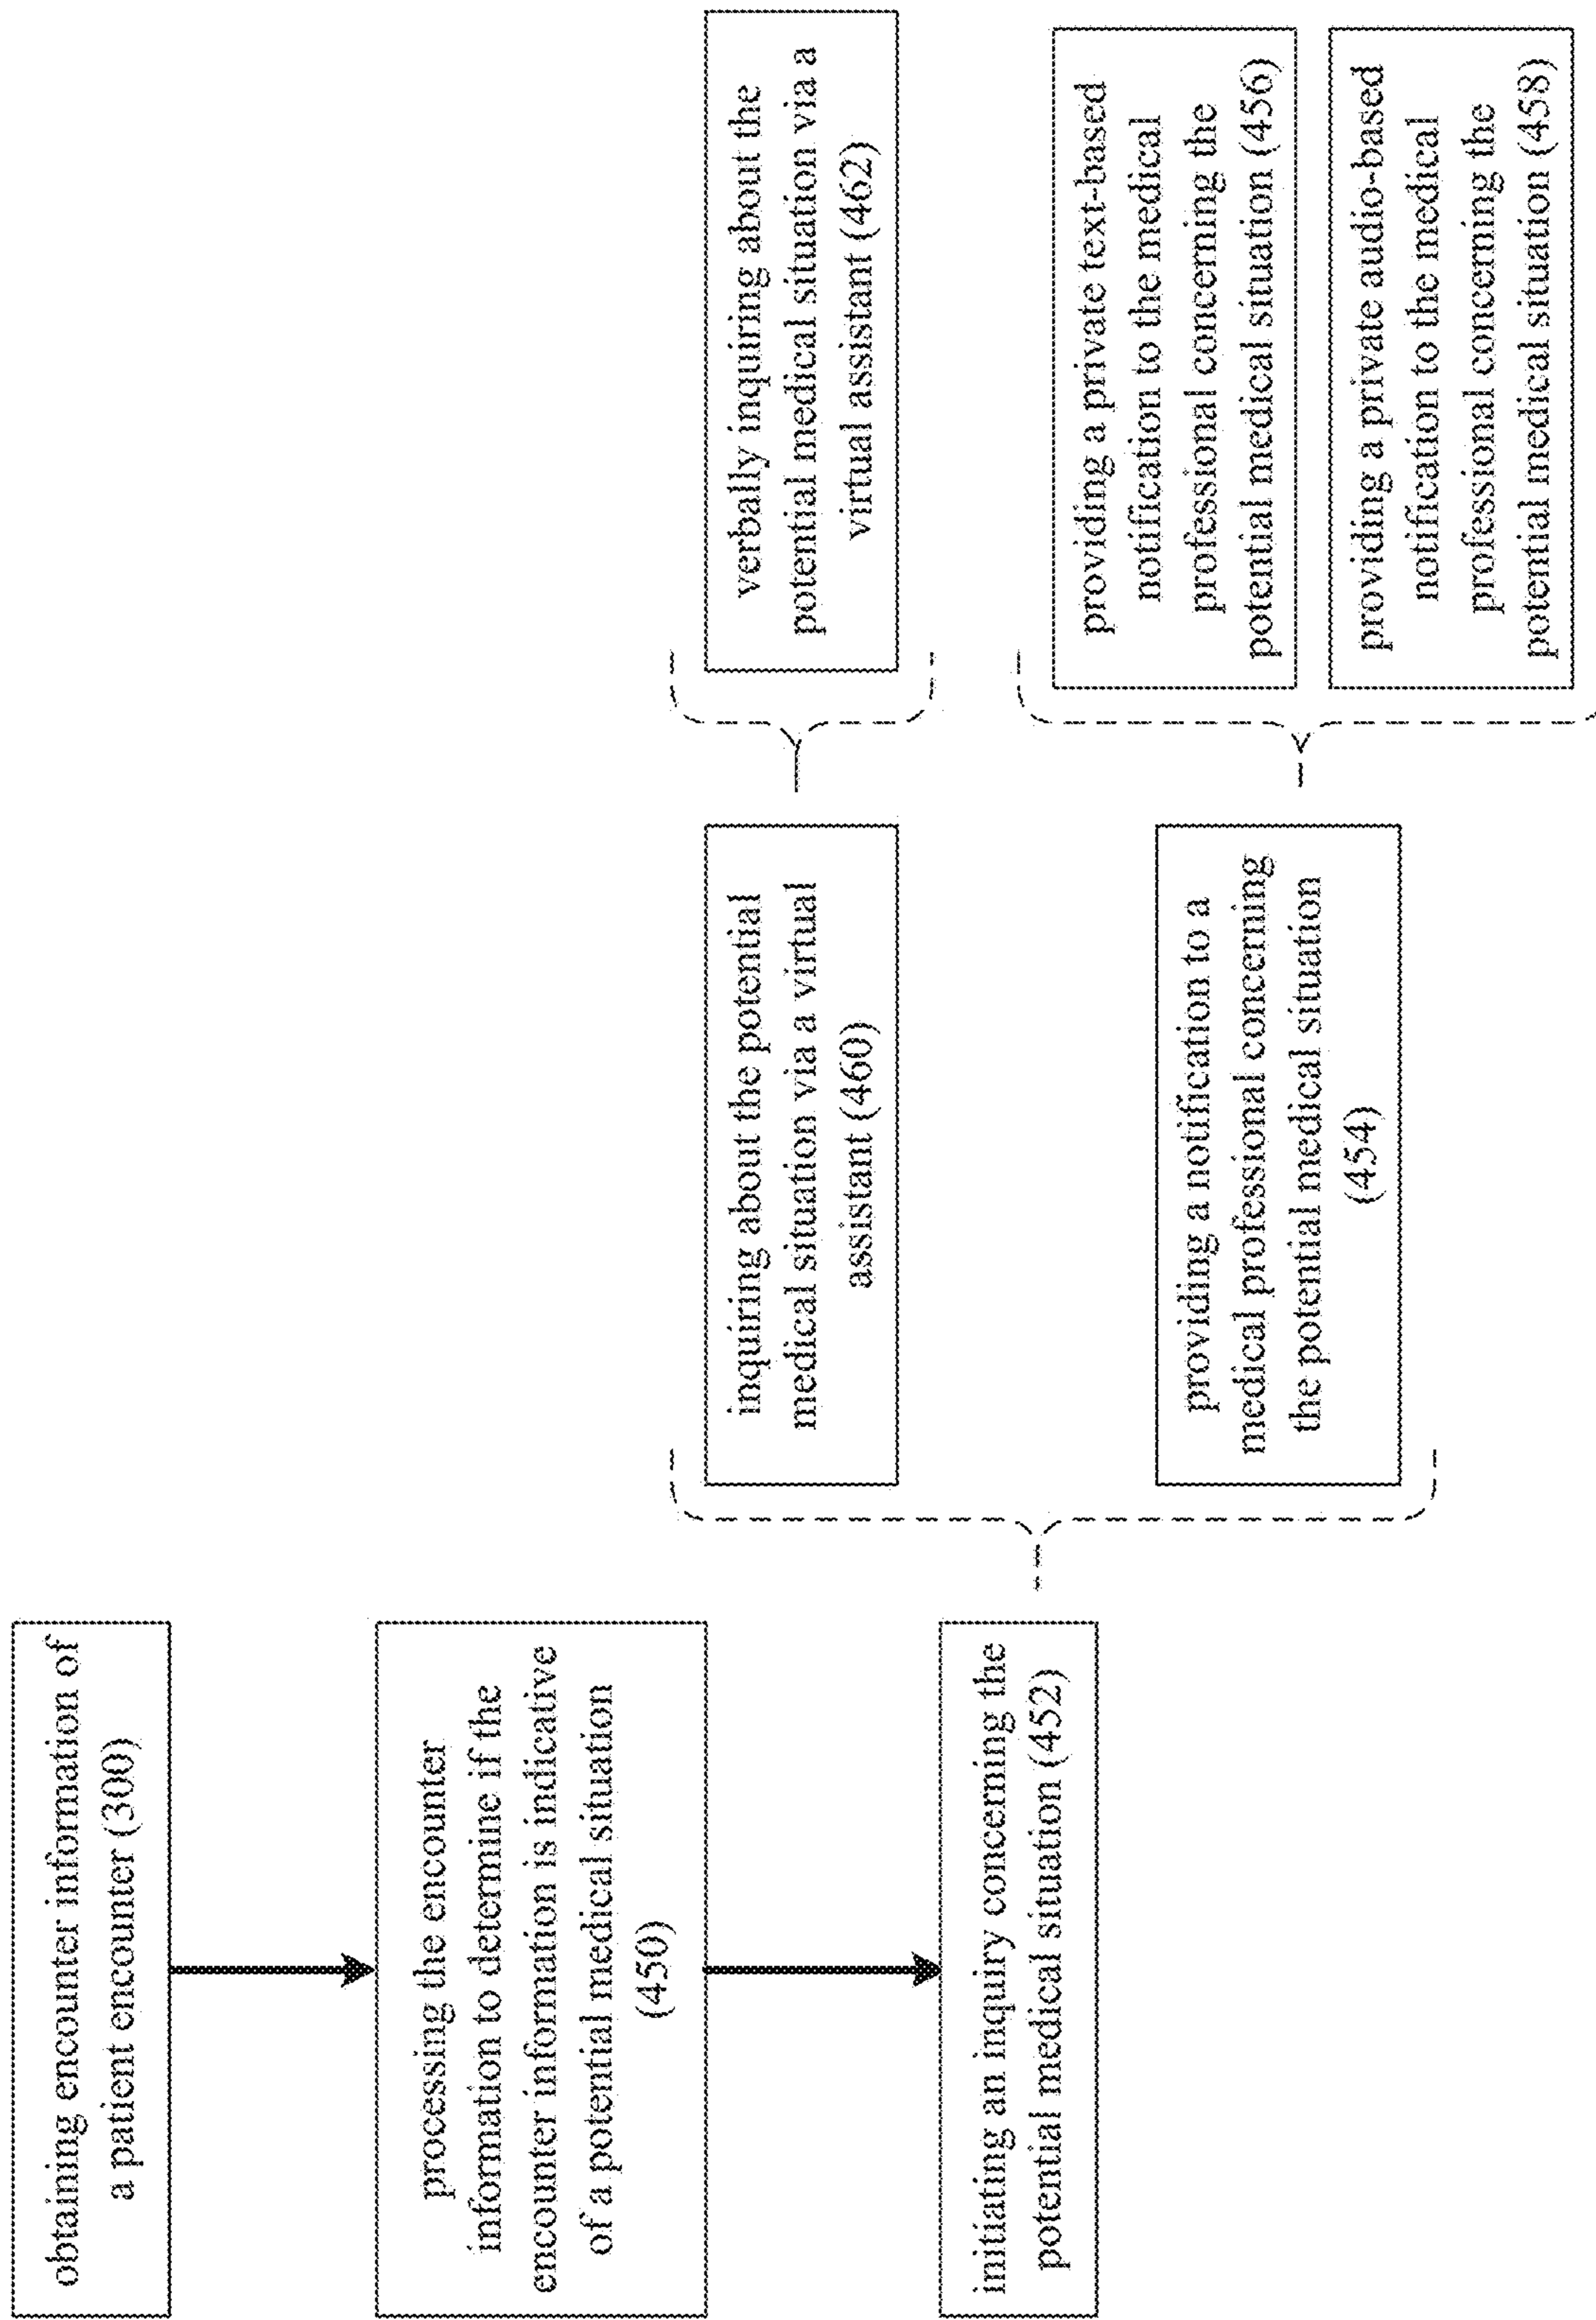 obtaining encounter information of
a patient encounter (300)
processing the encounter
information to determine if the
encounter information is indicative
of a potential medical situation
(450)
initiating an inquiry concerning the
potential medical situation (452)
inquiring about the potential
medical situation via a virtual
assistant (460)
providing a notification to a
medical professional concerning
the potential medical situation
(454)
verbally inquiring about the
potential medical situation via a
virtual assistant (462)
providing a private text-based
notification to the medical
professional concerning the
potential medical situation (456)
providing a private audio-based
notification to the medical
professional concerning the
potential medical situation (458)